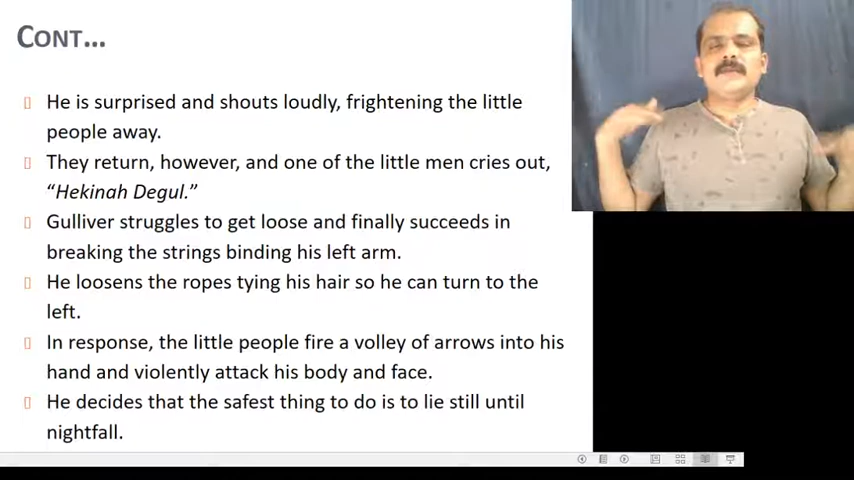 CONT…
He is surprised and shouts loudly, frightening the little
people away.
They return, however, and one of the little men cries out,
“Hekinah Degul.”
Gulliver struggles to get loose and finally succeeds in
breaking the strings binding his left arm.
He loosens the ropes tying his hair so he can turn to the
left.
In response, the little people fire a volley of arrows into his
hand and violently attack his body and face.
He decides that the safest thing to do is to lie still until
nightfall.